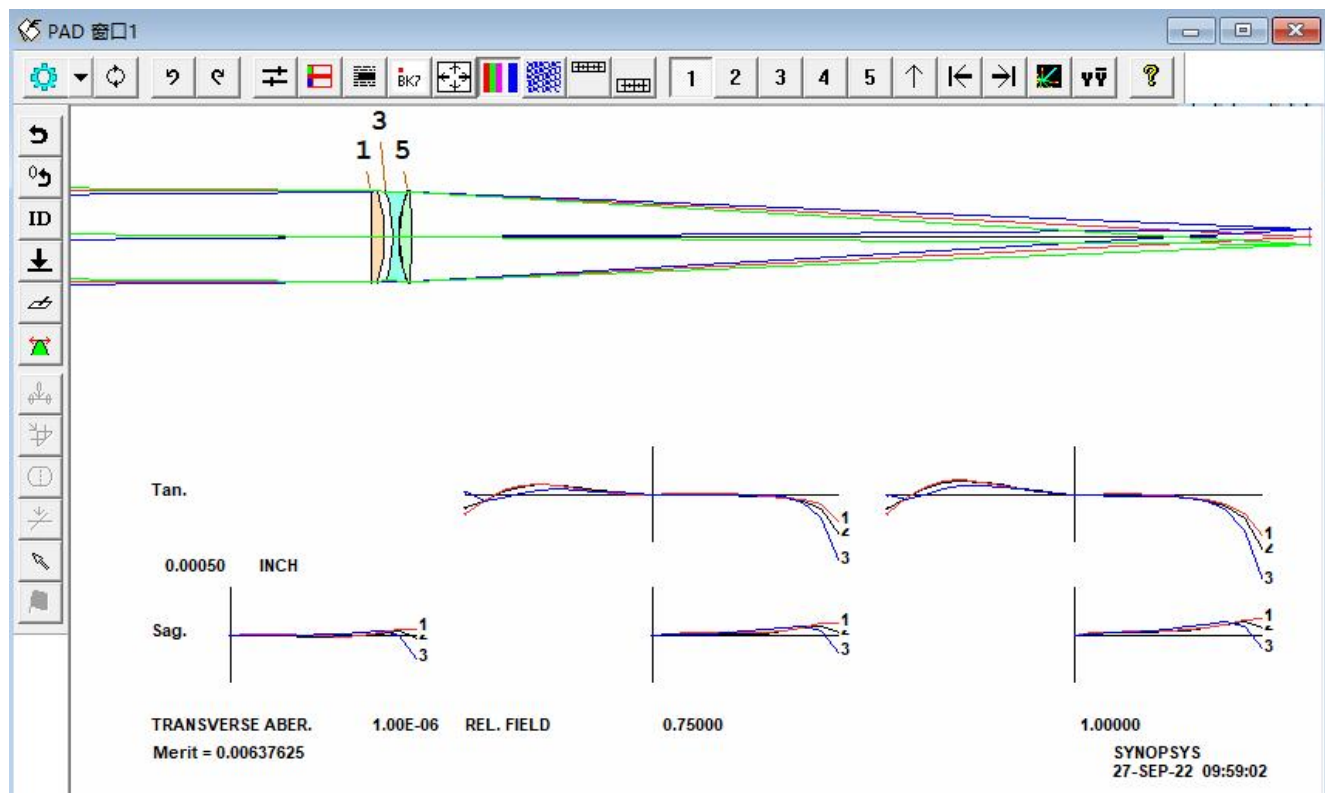 PAD 窗口1
BK7 1 2 3 4 5 yȳ ?
0
ID
3
1 5
Tan.
1
2
3
1
2
3
0.00050 INCH
Sag.
1
2
3
1
2
3
1
2
3
TRANSVERSE ABER. 1.00E-06 REL. FIELD 0.75000 1.00000
Merit = 0.00637625
SYNOPSYS
27-SEP-22 09:59:02